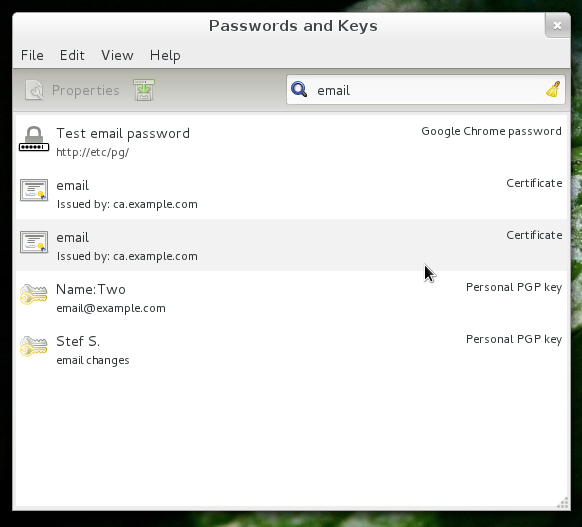 Passwords and Keys
File Edit View Help
Properties
email
Test email password
Google Chrome password
http://etc/pg/
email
Certificate
Issued by: ca.example.com
email
Certificate
Issued by: ca.example.com
Name:Two
Personal PGP key
email@example.com
Stef S.
Personal PGP key
email changes